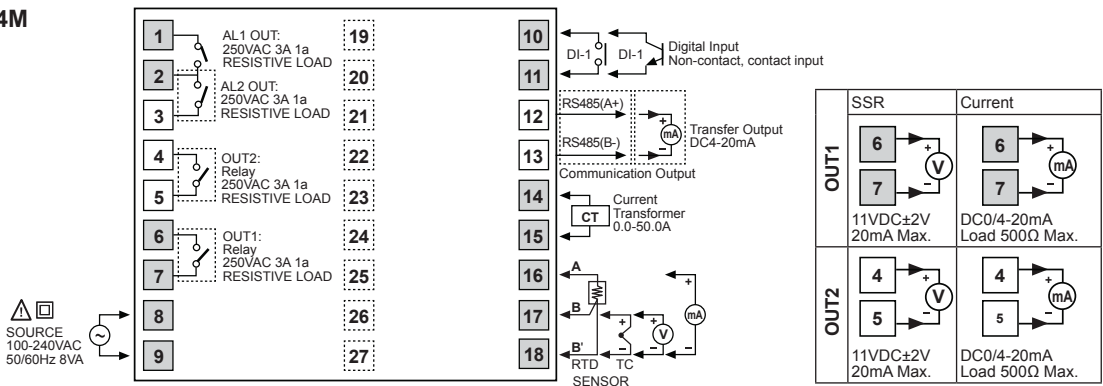 4M
1
2
3
4
5
6
7
8
9
AL1 OUT:
250VAC 3A 1a
RESISTIVE LOAD
AL2 OUT:
250VAC 3A 1a
RESISTIVE LOAD
OUT2:
Relay
250VAC 3A 1a
RESISTIVE LOAD
OUT1:
Relay
250VAC 3A 1a
RESISTIVE LOAD
SOURCE
100-240VAC
50/60Hz 8VA
~
19
20
21
22
23
24
25
26
27
10
11
12
13
14
15
16
17
18
DI-1
DI-1
Digital Input
Non-contact, contact input
RS485(A+)
RS485(B-)
+
mA
−
Transfer Output
DC4-20mA
Communication Output
CT
Current
Transformer
0.0-50.0A
A
B
B'
+
−
+
V
−
+
mA
−
RTD
TC
SENSOR
SSR
Current
OUT1
6
7
+
V
−
11VDC±2V
20mA Max.
6
7
+
mA
−
DC0/4-20mA
Load 500Ω Max.
OUT2
4
5
+
V
−
11VDC±2V
20mA Max.
4
5
+
mA
−
DC0/4-20mA
Load 500Ω Max.